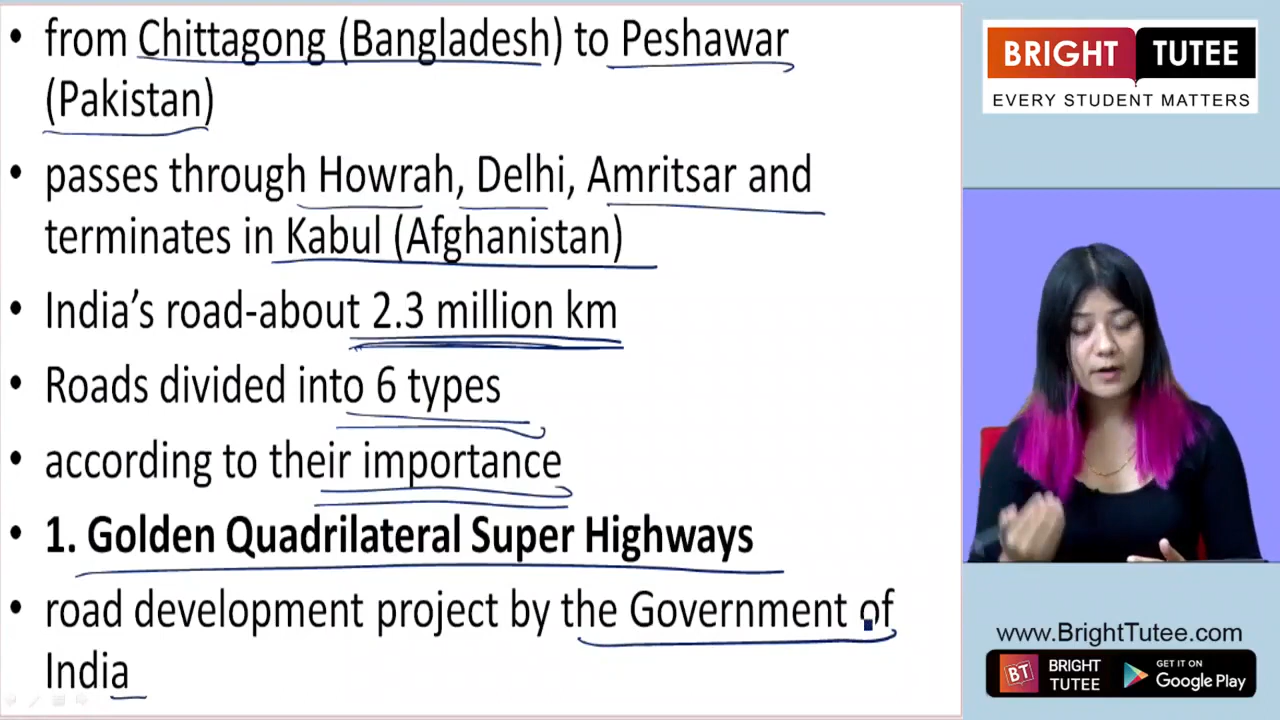 • from Chittagong (Bangladesh) to Peshawar
(Pakistan)
• passes through Howrah, Delhi, Amritsar and
terminates in Kabul (Afghanistan)
• India’s road-about 2.3 million km
• Roads divided into 6 types
• according to their importance
• 1. Golden Quadrilateral Super Highways
• road development project by the Government of
India
BRIGHT TUTEE
EVERY STUDENT MATTERS
www.BrightTutee.com
BT BRIGHT TUTEE
GET IT ON
Google Play